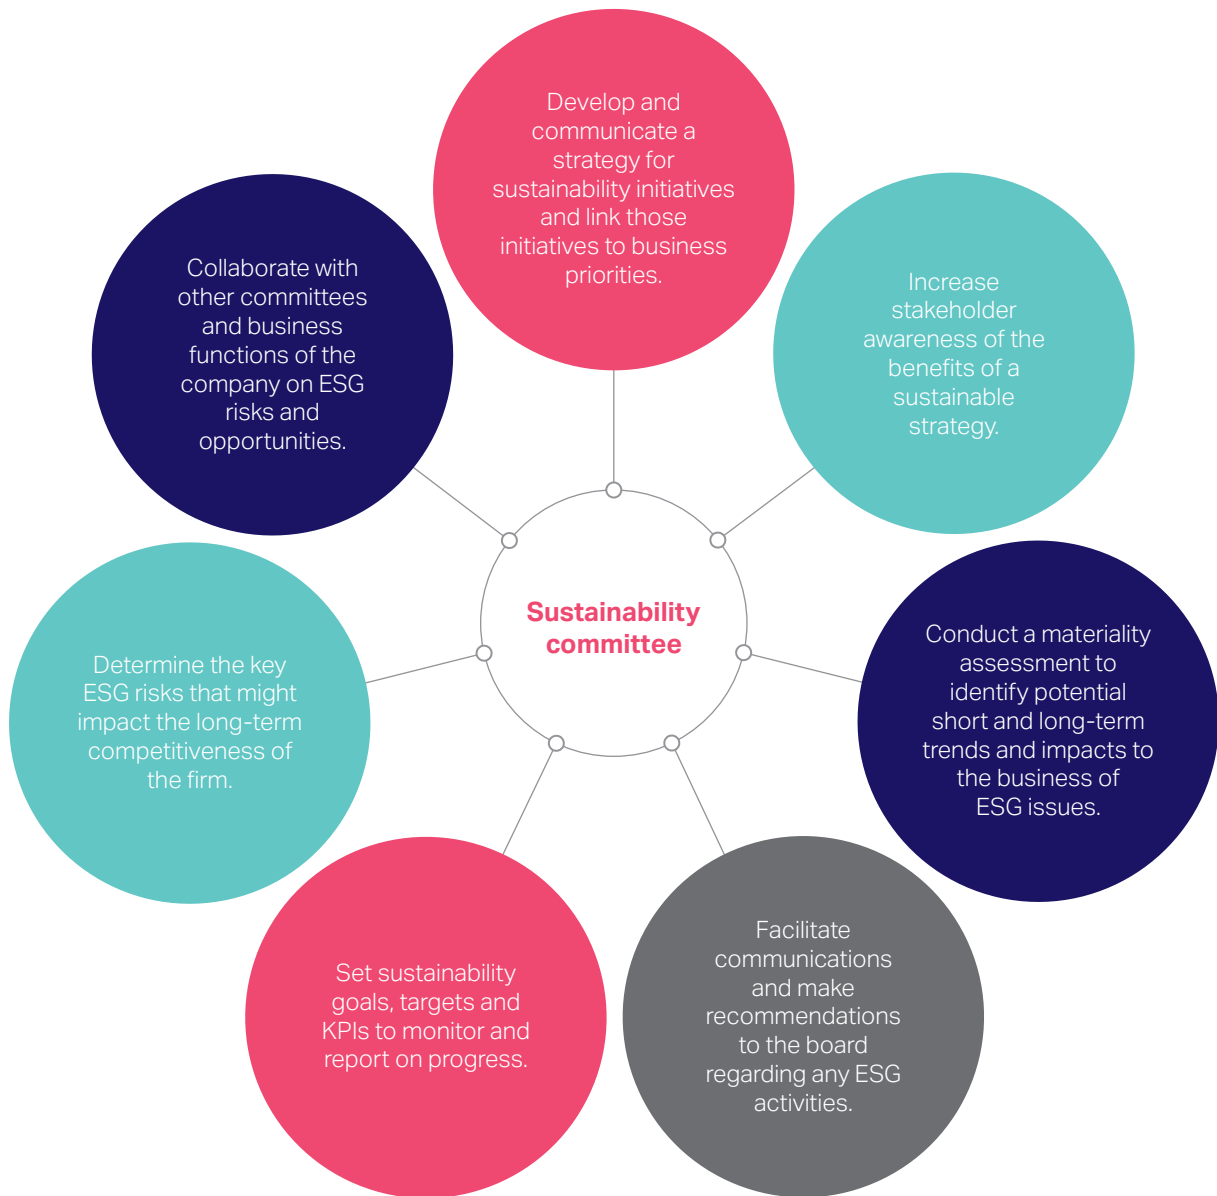 Develop and
communicate a
strategy for
sustainability initiatives
and link those
initiatives to business
priorities.
Increase
stakeholder
awareness of the
benefits of a
sustainable
strategy.
Conduct a materiality
assessment to
identify potential
short and long-term
trends and impacts to
the business of
ESG issues.
Facilitate
communications
and make
recommendations
to the board
regarding any ESG
activities.
Set sustainability
goals, targets and
KPIs to monitor and
report on progress.
Determine the key
ESG risks that might
impact the long-term
competitiveness of
the firm.
Collaborate with
other committees
and business
functions of the
company on ESG
risks and
opportunities.
Sustainability
committee